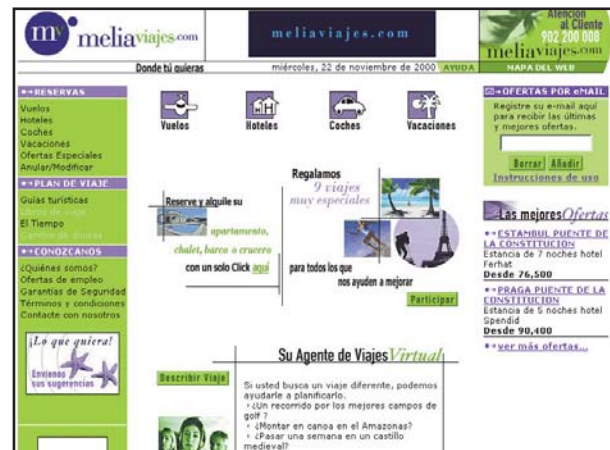 mv meliaviajes.com
meliaviajes.com
Atención
al Cliente
902 200 008
meliaviajes.com
Donde tú quieras
miércoles, 22 de noviembre de 2000 AYUDA
MAPA DEL WEB
RESERVAS
Vuelos
Hoteles
Coches
Vacaciones
Ofertas Especiales
Anular/Modificar
PLAN DE VIAJE
Guías turísticas
Libros de viaje
El Tiempo
Cambio de divisas
CONOZCANOS
¿Quiénes somos?
Ofertas de empleo
Garantías de Seguridad
Términos y condiciones
Contacte con nosotros
¡Lo que quiera!
Envíenos
sus sugerencias
Vuelos
Hoteles
Coches
Vacaciones
Reserve y alquile su
apartamento,
chalet, barco o crucero
con un solo Click aquí
Regalamos
9 viajes
muy especiales
para todos los que
nos ayuden a mejorar
Participar
Su Agente de Viajes Virtual
Describir Viaje
Si usted busca un viaje diferente, podemos
ayudarle a planificarlo.
¿Un recorrido por los mejores campos de
golf ?
¿Montar en canoa en el Amazonas?
¿Pasar una semana en un castillo
medieval?
OFERTAS POR eMAIL
Registre su e-mail aquí
para recibir las últimas
y mejores ofertas.
Borrar Añadir
Instrucciones de uso
Las mejores Ofertas
ESTAMBUL PUENTE DE
LA CONSTITUCION
Estancia de 7 noches hotel
Ferhat
Desde 76,500
PRAGA PUENTE DE LA
CONSTITUCION
Estancia de 5 noches hotel
Spendid
Desde 90,400
ver más ofertas...